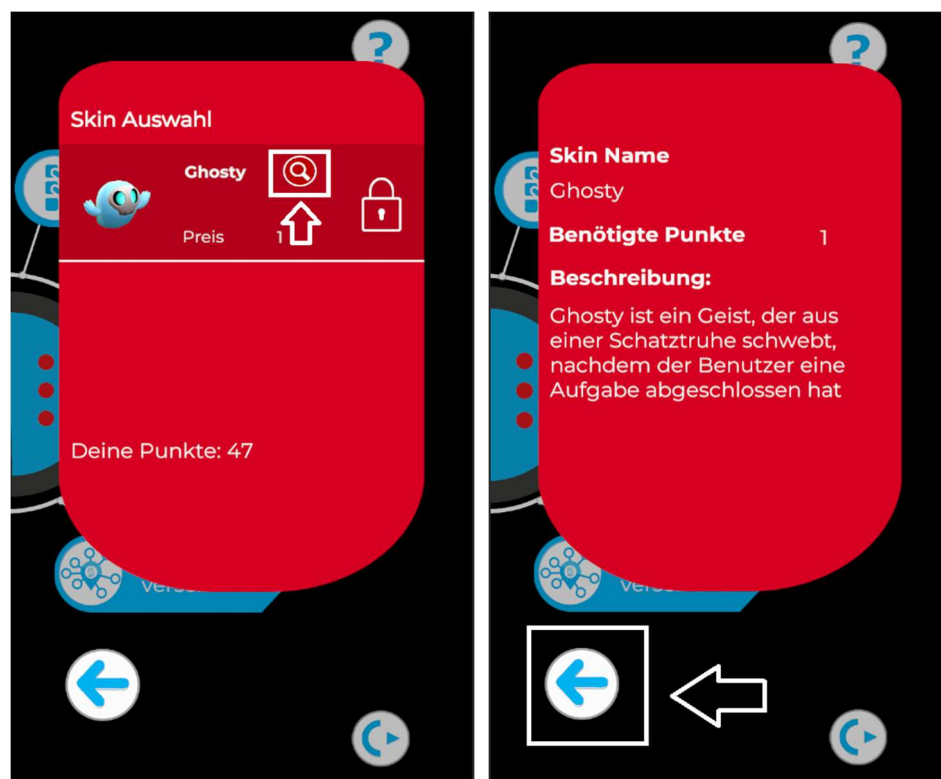 ?
Skin Auswahl
Ghosty
Preis 1
Deine Punkte: 47
?
Skin Name
Ghosty
Benötigte Punkte 1
Beschreibung:
Ghosty ist ein Geist, der aus
einer Schatztruhe schwebt,
nachdem der Benutzer eine
Aufgabe abgeschlossen hat